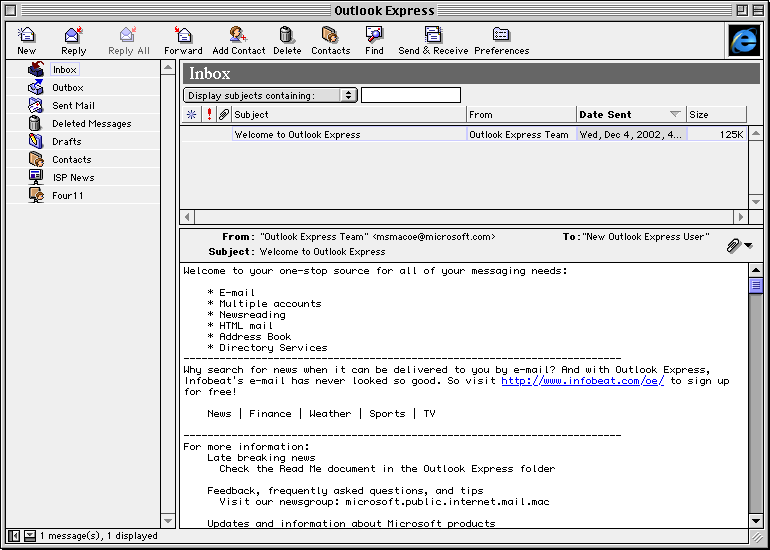 Outlook Express
New Reply Reply All Forward Add Contact Delete Contacts Find Send & Receive Preferences
Inbox
Outbox
Sent Mail
Deleted Messages
Drafts
Contacts
ISP News
Four11
Inbox
Display subjects containing:
Subject From Date Sent Size
Welcome to Outlook Express Outlook Express Team Wed, Dec 4, 2002, 4... 125K
From: "Outlook Express Team" <msmacoe@microsoft.com> To: "New Outlook Express User"
Subject: Welcome to Outlook Express
Welcome to your one-stop source for all of your messaging needs:
* E-mail
* Multiple accounts
* Newsreading
* HTML mail
* Address Book
* Directory Services
-------------------------------------------------------------------------
Why search for news when it can be delivered to you by e-mail? And with Outlook Express,
Infobeat's e-mail has never looked so good. So visit http://www.infobeat.com/oe/ to sign up
for free!
News | Finance | Weather | Sports | TV
-------------------------------------------------------------------------
For more information:
Late breaking news
Check the Read Me document in the Outlook Express folder
Feedback, frequently asked questions, and tips
Visit our newsgroup: microsoft.public.internet.mail.mac
Updates and information about Microsoft products
1 message(s), 1 displayed